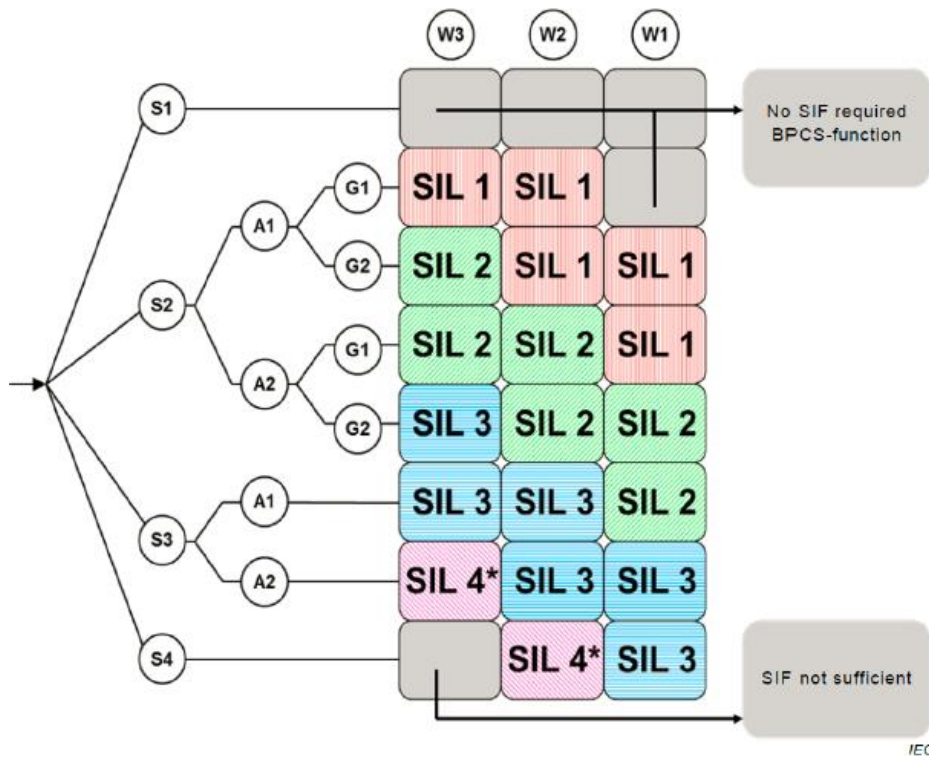 W3 W2 W1
S1
No SIF required
BPCS-function
G1 SIL 1 SIL 1
A1
G2 SIL 2 SIL 1 SIL 1
S2
G1 SIL 2 SIL 2 SIL 1
A2
G2 SIL 3 SIL 2 SIL 2
A1 SIL 3 SIL 3 SIL 2
S3
A2 SIL 4* SIL 3 SIL 3
S4 SIL 4* SIL 3
SIF not sufficient
IEC